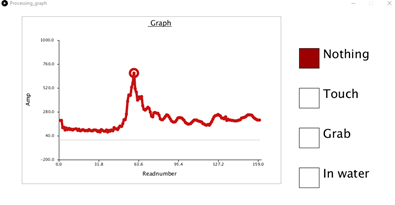 Processing_graph
Graph
1000.0
760.0
520.0
280.0
40.0
-200.0
Amp
0.0 31.8 63.6 95.4 127.2 159.0
Readnumber
Nothing
Touch
Grab
In water